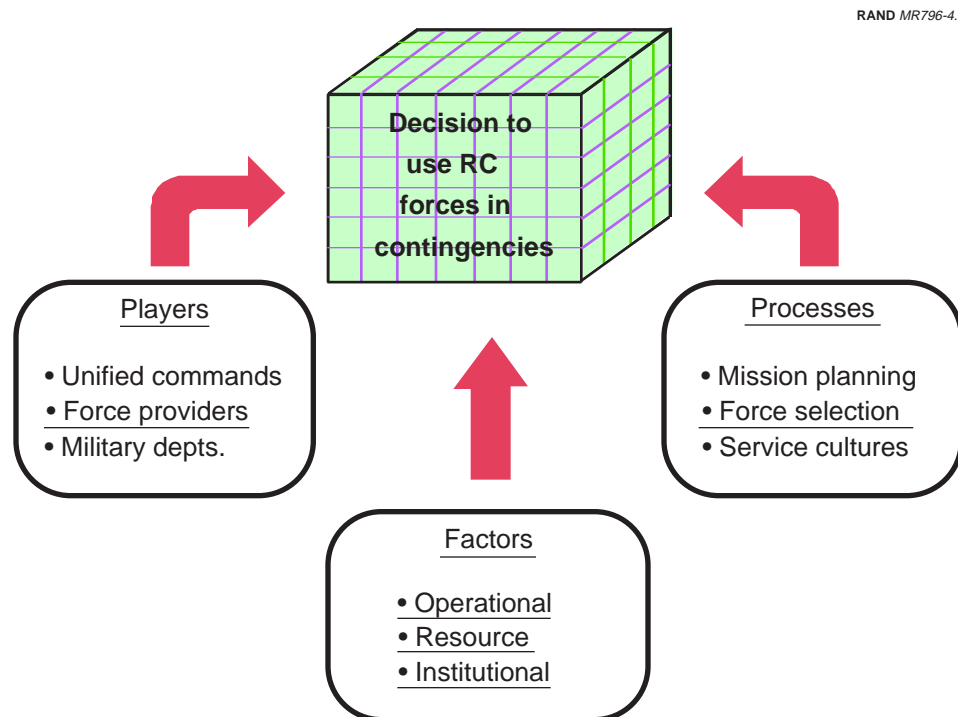 RAND MR796-4.
Decision to
use RC
forces in
contingencies
Players
• Unified commands
• Force providers
• Military depts.
Processes
• Mission planning
• Force selection
• Service cultures
Factors
• Operational
• Resource
• Institutional